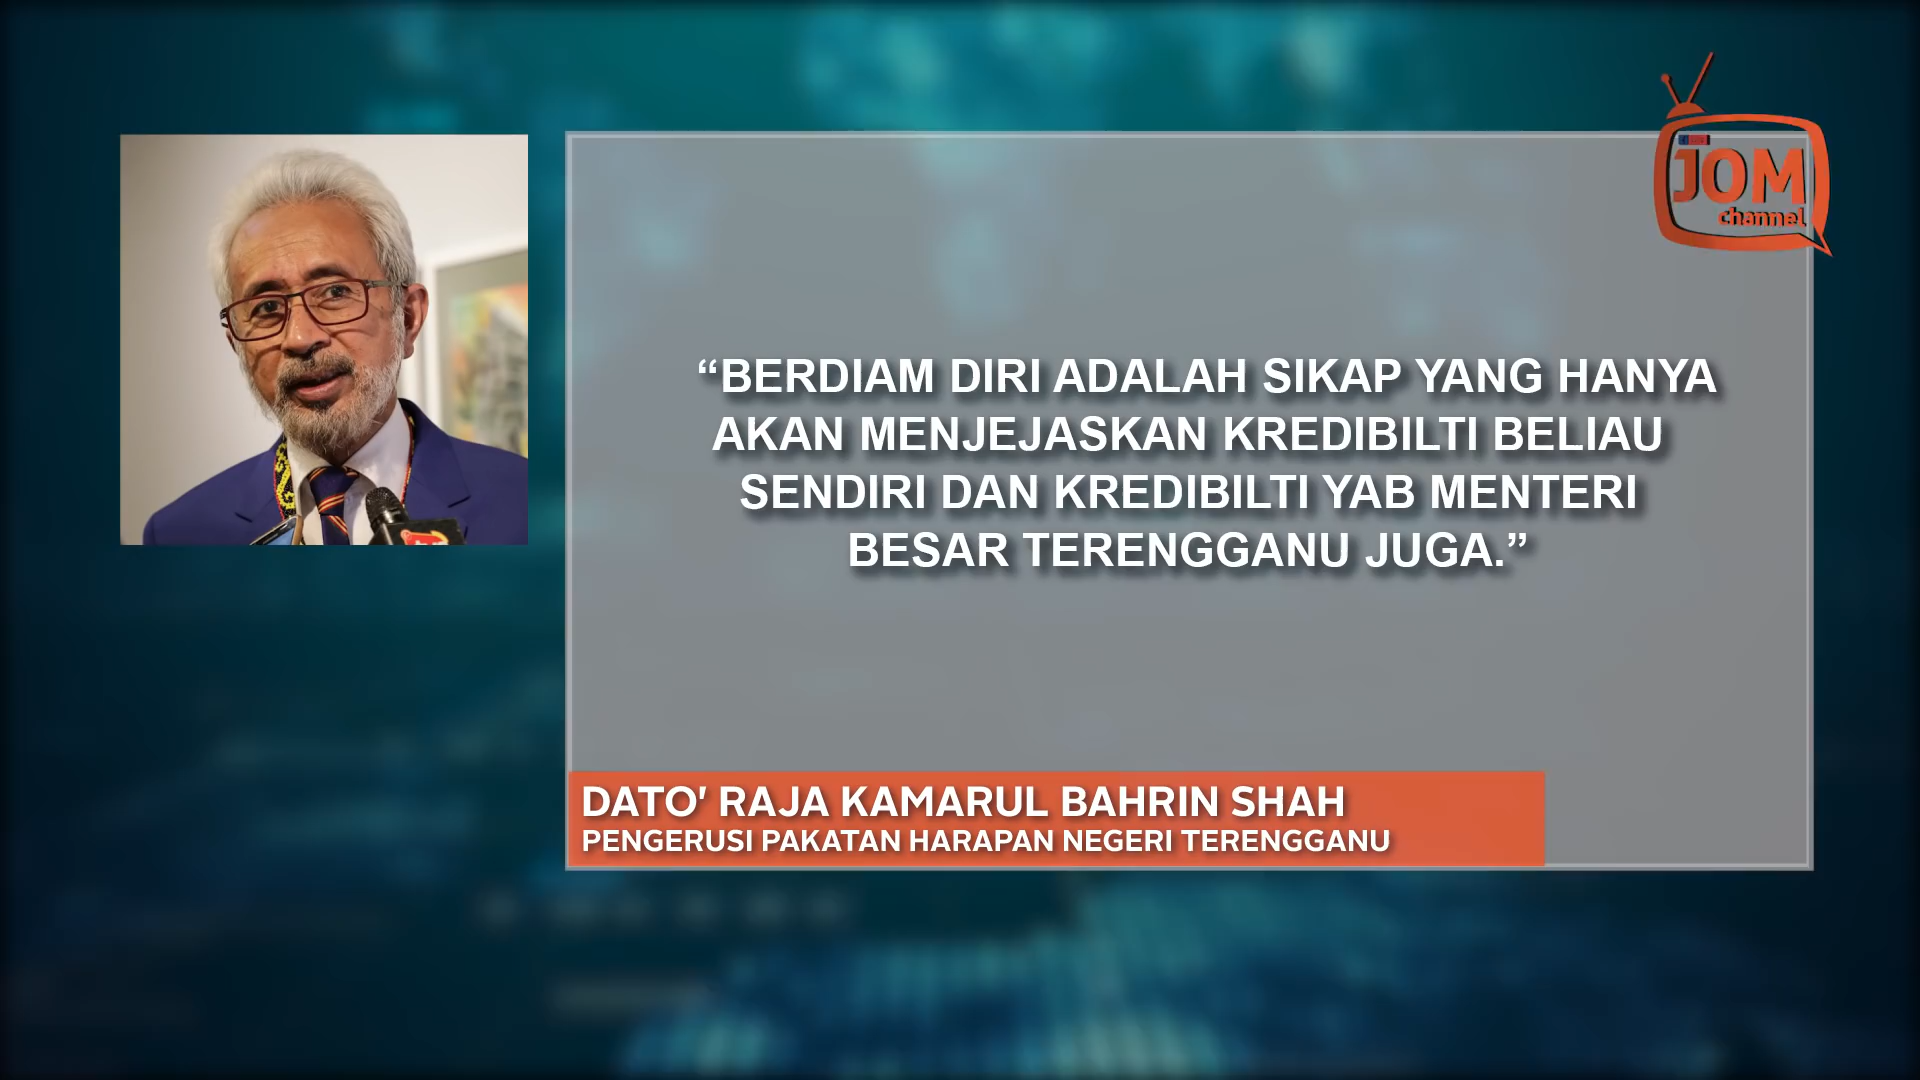 JOM
channel
“BERDIAM DIRI ADALAH SIKAP YANG HANYA
AKAN MENJEJASKAN KREDIBILTI BELIAU
SENDIRI DAN KREDIBILTI YAB MENTERI
BESAR TERENGGANU JUGA.”
DATO' RAJA KAMARUL BAHRIN SHAH
PENGERUSI PAKATAN HARAPAN NEGERI TERENGGANU